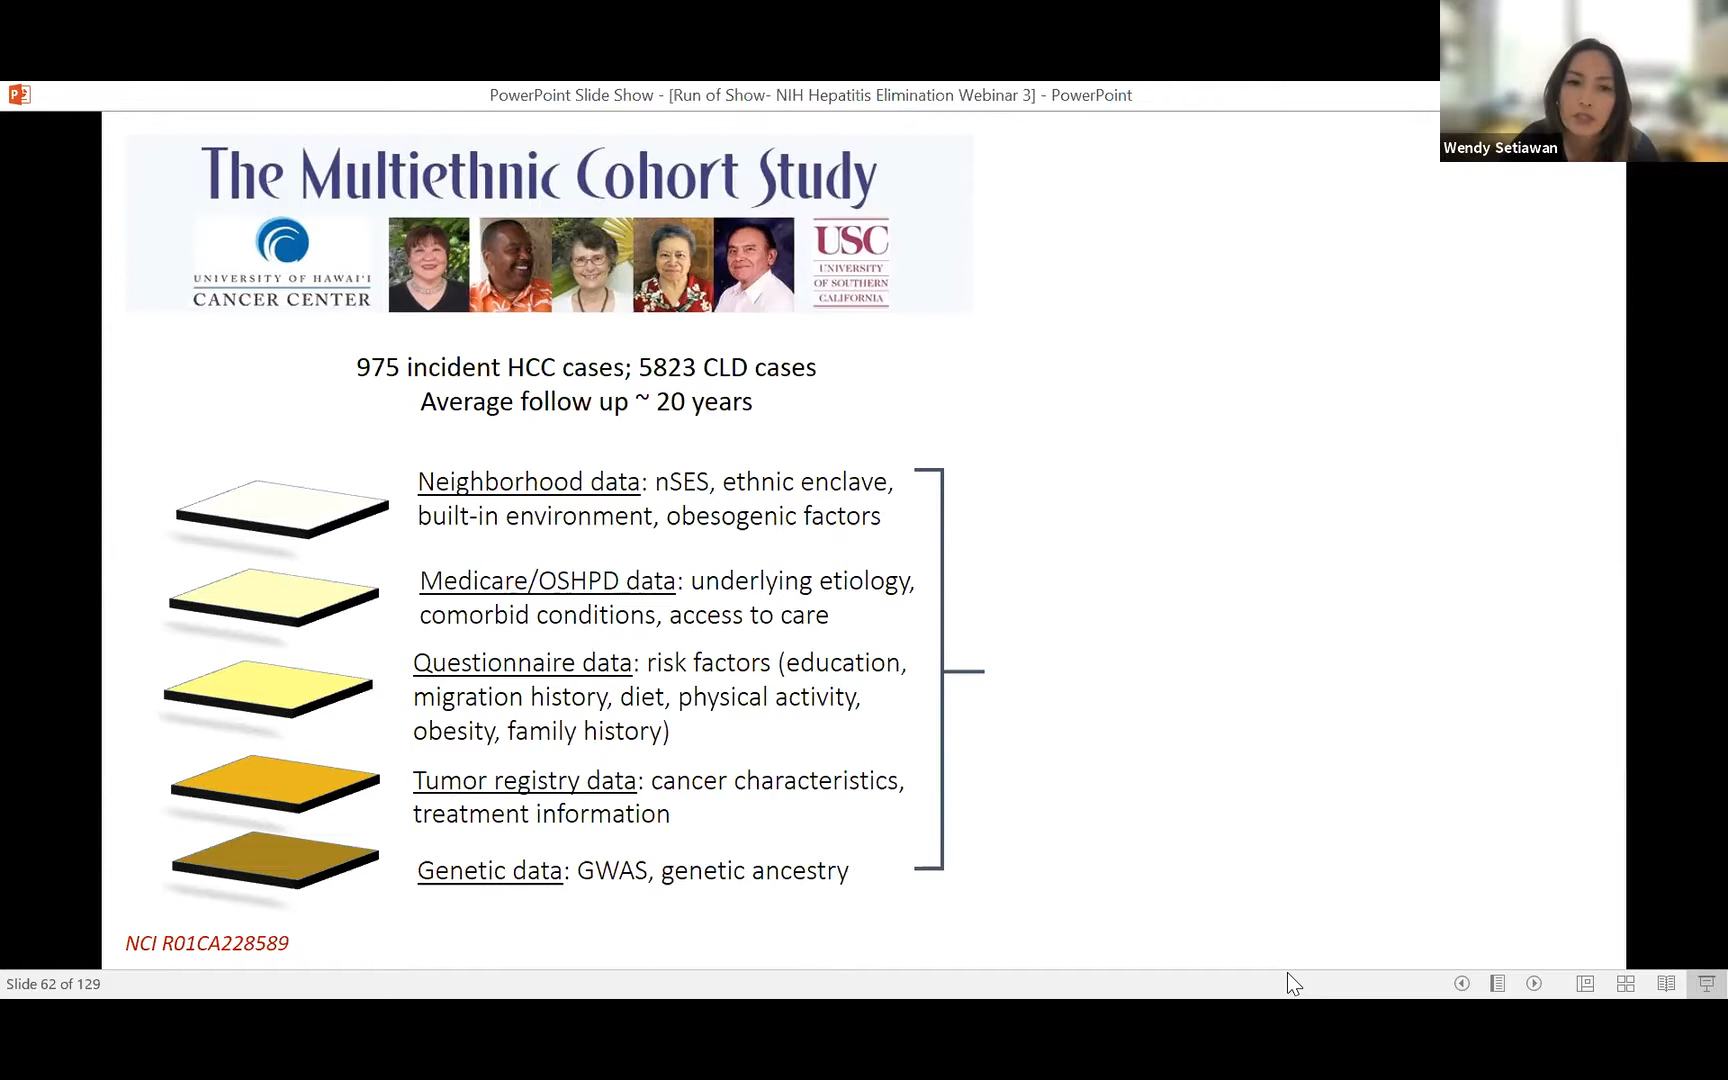 PowerPoint Slide Show - [Run of Show- NIH Hepatitis Elimination Webinar 3] - PowerPoint
Wendy Setiawan
The Multiethnic Cohort Study
UNIVERSITY OF HAWAI‘I
CANCER CENTER
USC
UNIVERSITY
OF SOUTHERN
CALIFORNIA
975 incident HCC cases; 5823 CLD cases
Average follow up ~ 20 years
Neighborhood data: nSES, ethnic enclave,
built-in environment, obesogenic factors
Medicare/OSHPD data: underlying etiology,
comorbid conditions, access to care
Questionnaire data: risk factors (education,
migration history, diet, physical activity,
obesity, family history)
Tumor registry data: cancer characteristics,
treatment information
Genetic data: GWAS, genetic ancestry
NCI R01CA228589
Slide 62 of 129